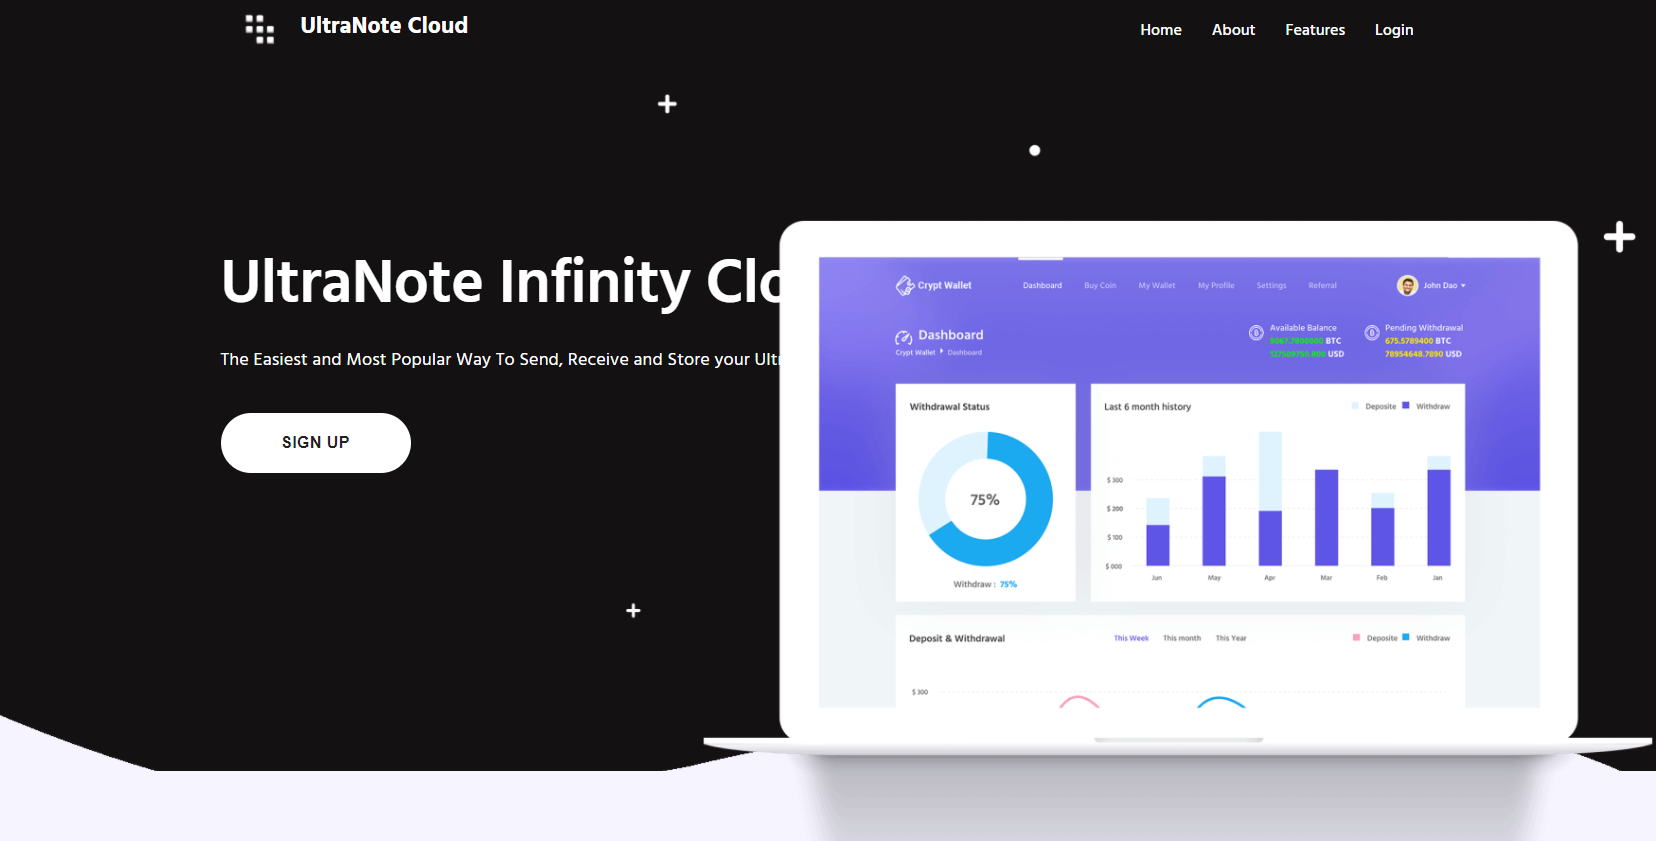 UltraNote Cloud
Home About Features Login
UltraNote Infinity Clo
The Easiest and Most Popular Way To Send, Receive and Store your Ult
SIGN UP
Crypt Wallet
Dashboard Buy Coin My Wallet My Profile Settings Referral
John Dao
Dashboard
Crypt Wallet Dashboard
Available Balance
BTC
USD
Pending Withdrawal
675.5789400 BTC
78954648.7890 USD
Withdrawal Status
75%
Withdraw : 75%
Last 6 month history
Deposite Withdraw
$ 300
$ 200
$ 100
$ 000
Jun May Apr Mar Feb Jan
Deposit & Withdrawal
This Week This month This Year
Deposite Withdraw
$ 300